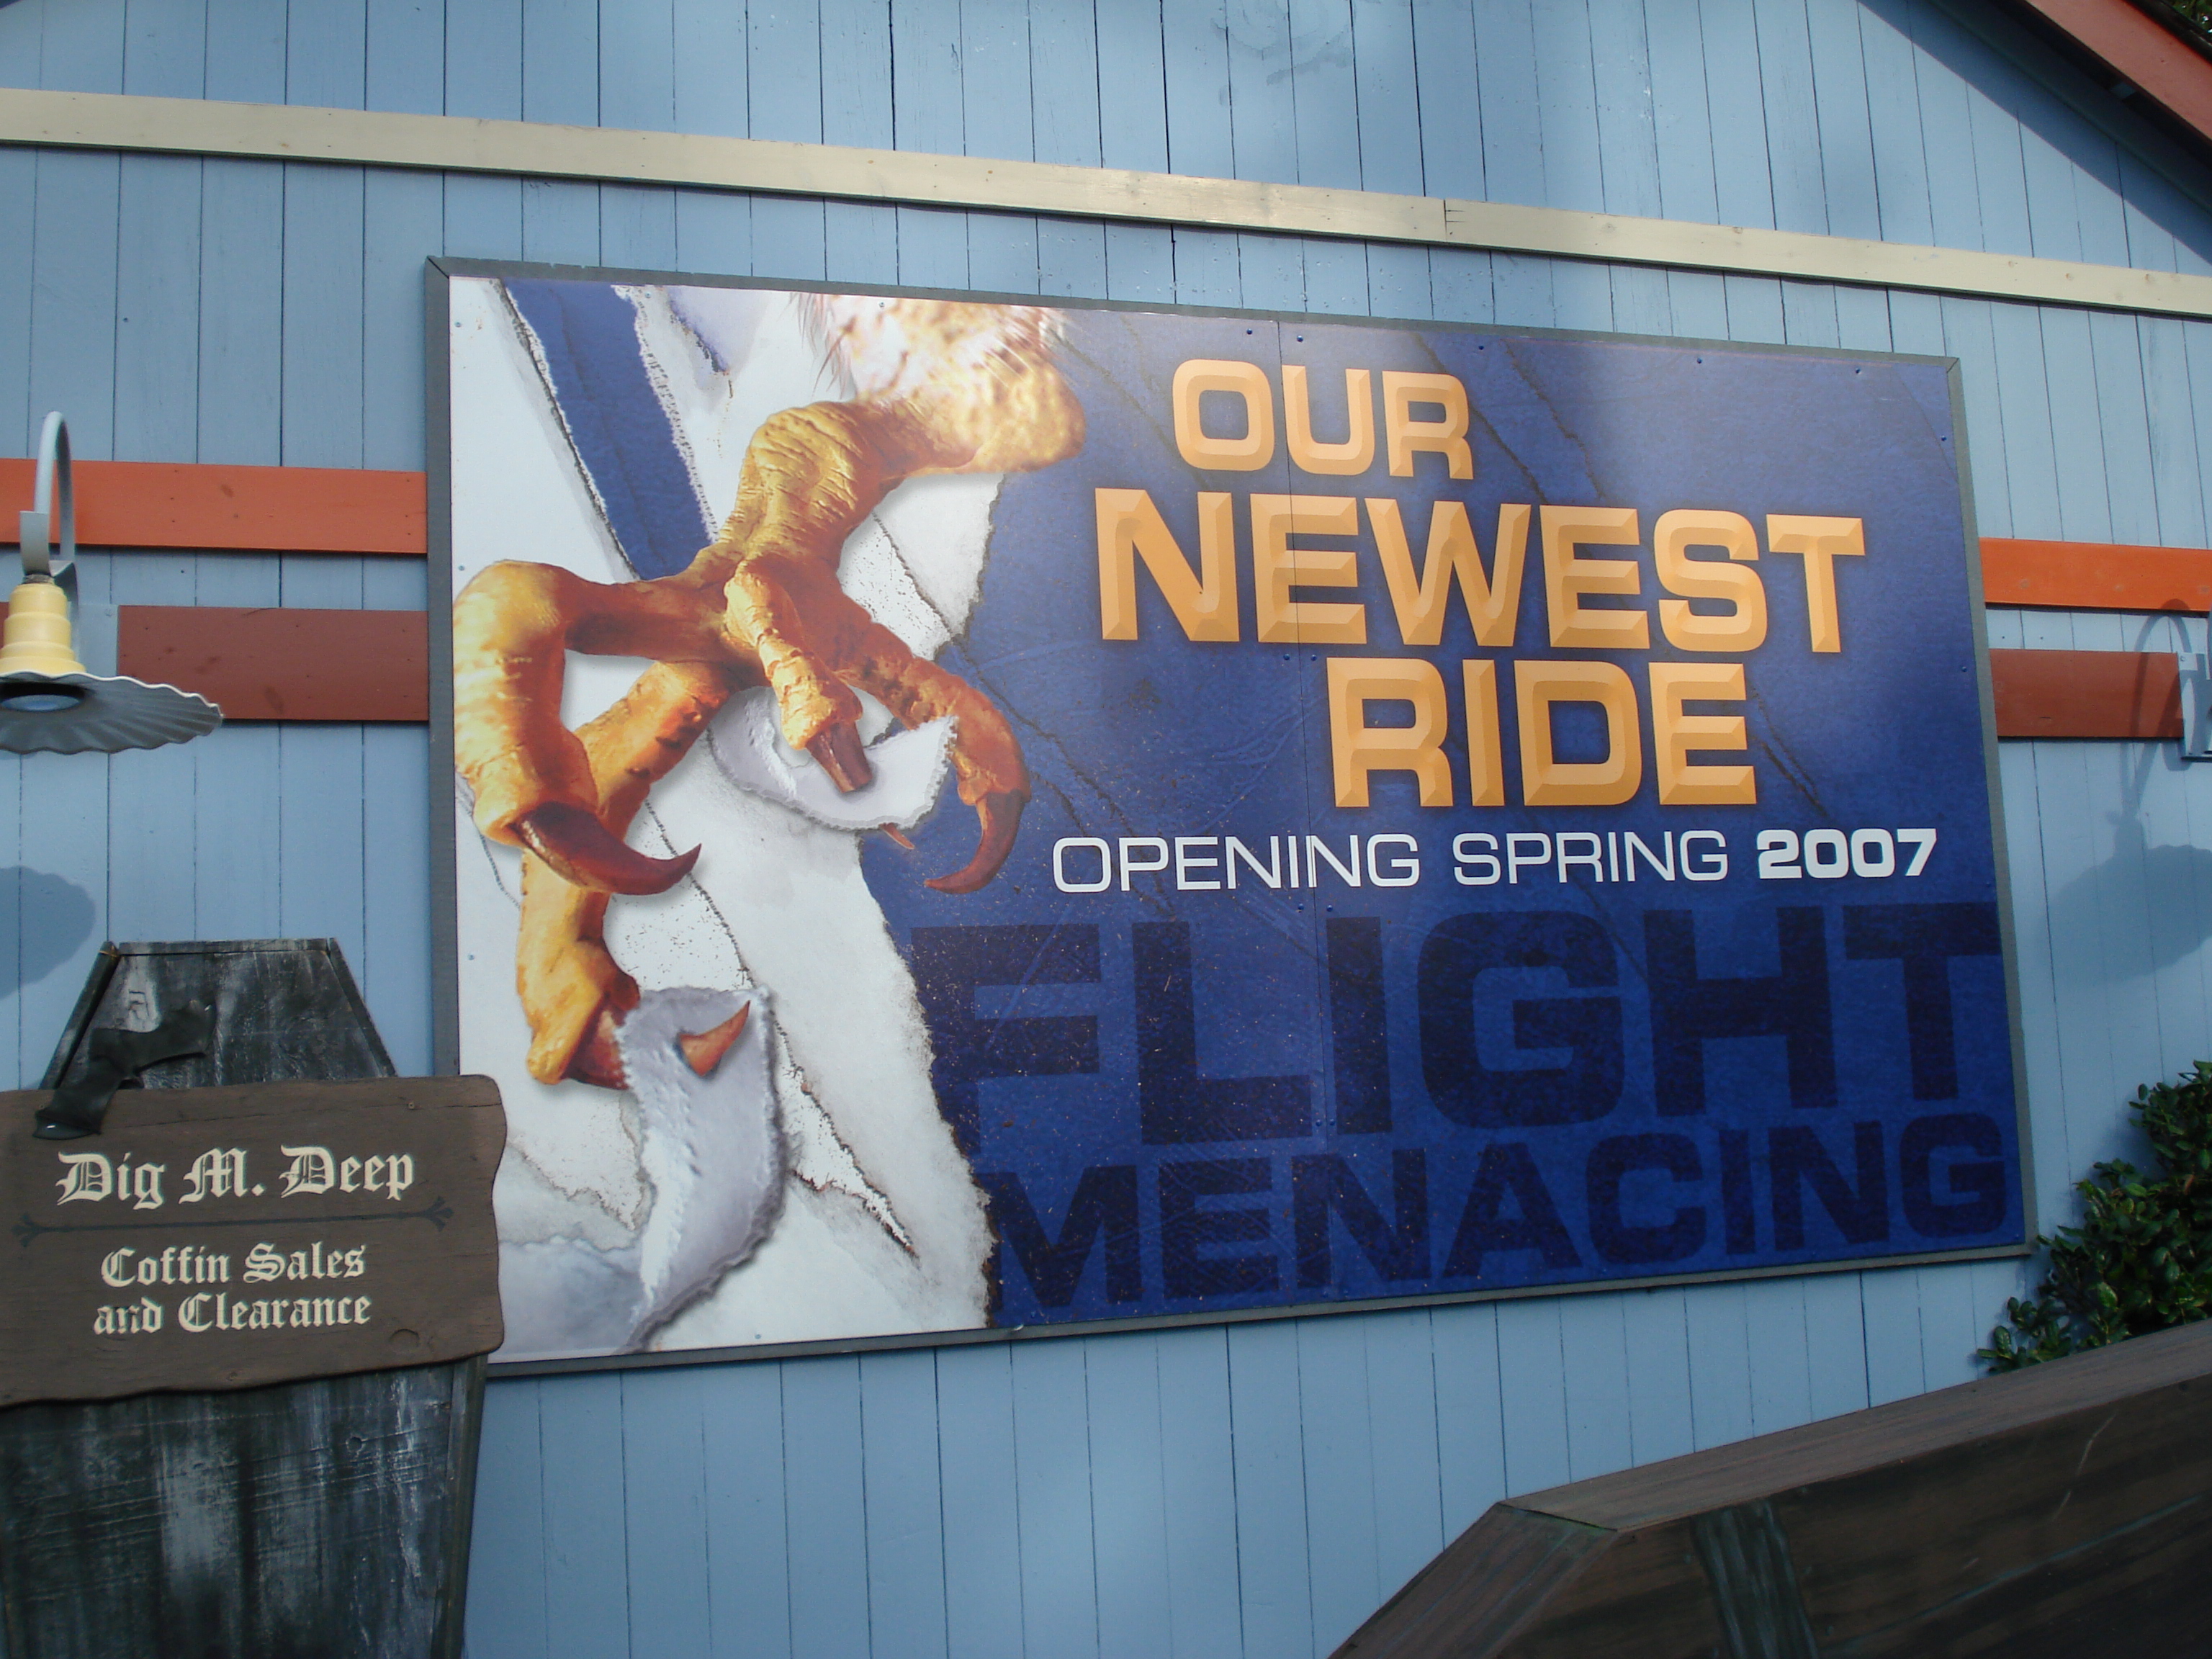 OUR
NEWEST
RIDE
OPENING SPRING 2007
FLIGHT
MENACING
Dig M. Deep
Coffin Sales
and Clearance